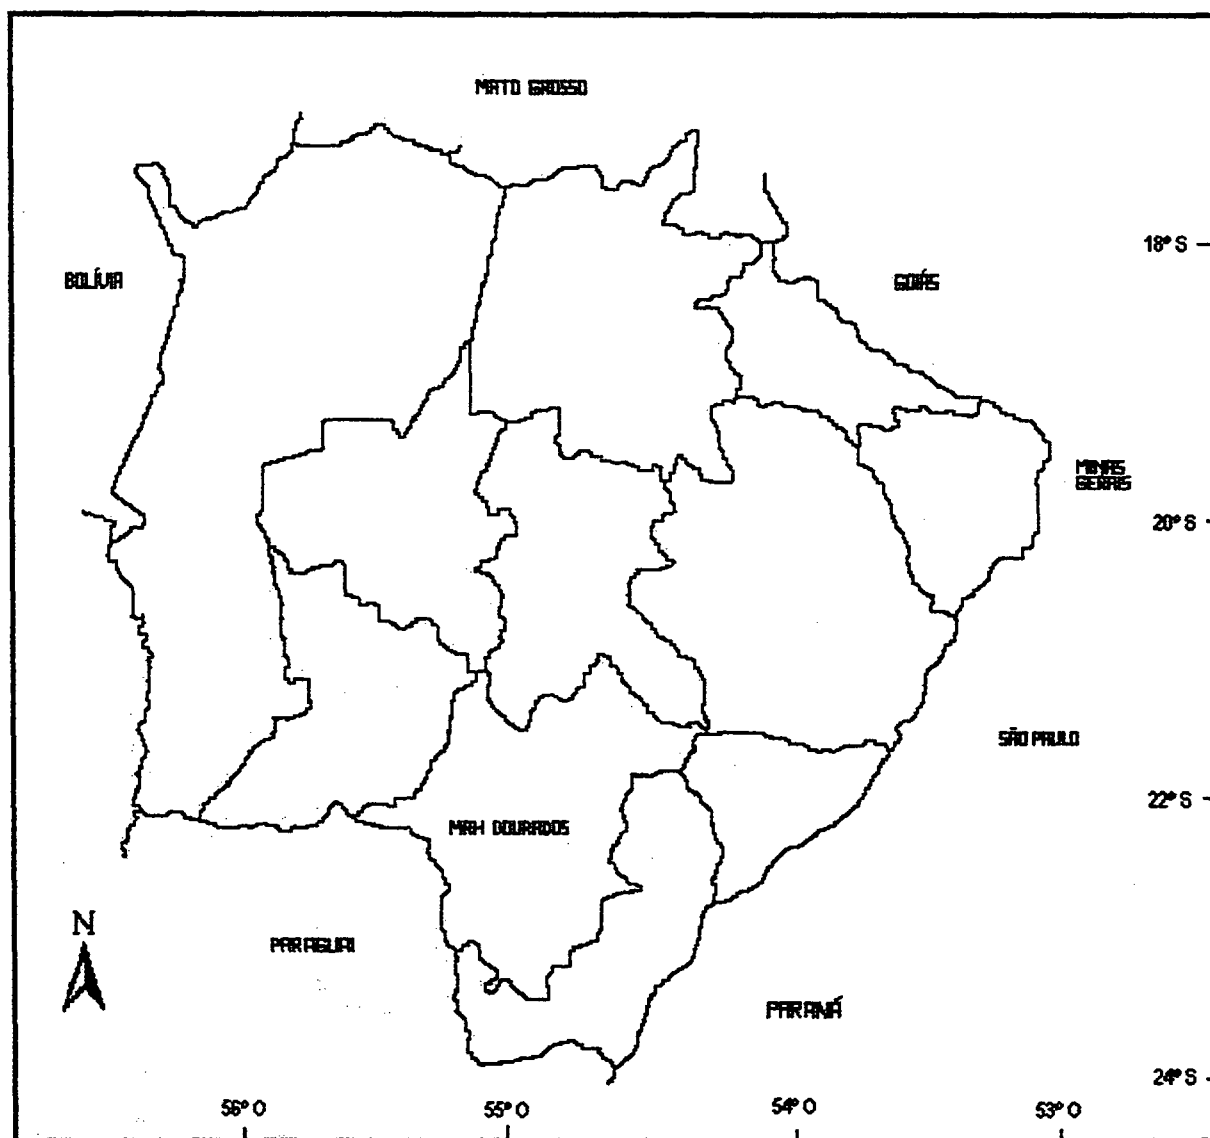 MATO GROSSO
18° S
BOLÍVIA
GOIÁS
MINAS
GERAIS
20° S
SÃO PAULO
22° S
MRH DOURADOS
N
PARAGUAI
PARANÁ
24° S
56° O
55° O
54° O
53° O